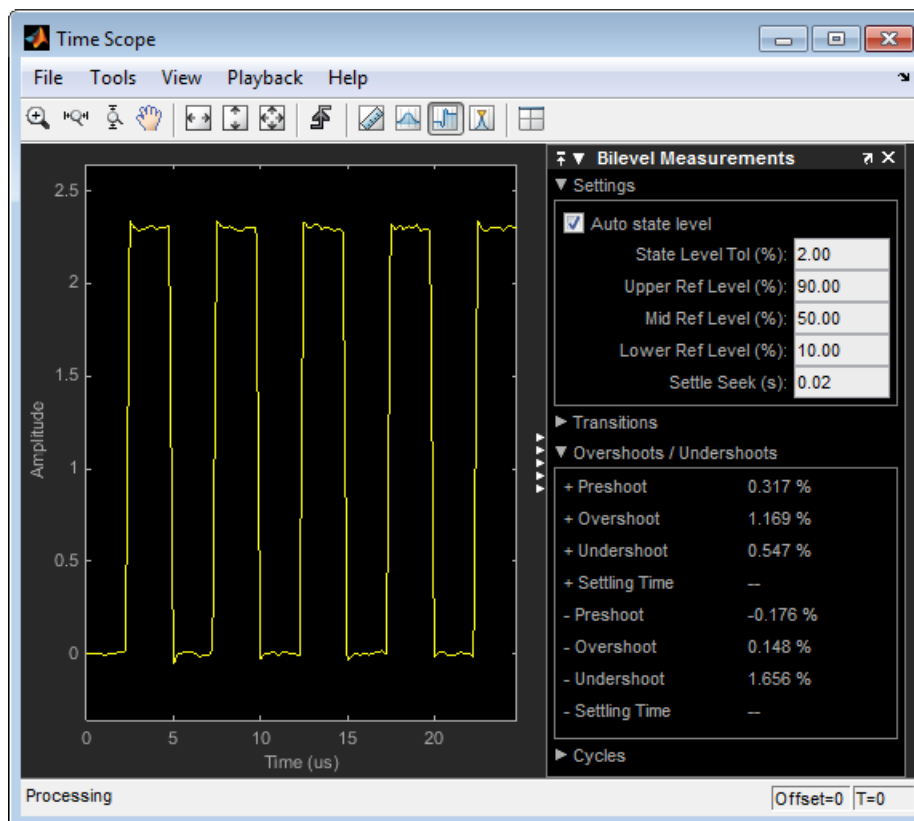 Time Scope
File Tools View Playback Help
2.5
2
1.5
1
0.5
0
Amplitude
0 5 10 15 20
Time (us)
Bilevel Measurements
Settings
Auto state level
State Level Tol (%): 2.00
Upper Ref Level (%): 90.00
Mid Ref Level (%): 50.00
Lower Ref Level (%): 10.00
Settle Seek (s): 0.02
Transitions
Overshoots / Undershoots
+ Preshoot 0.317 %
+ Overshoot 1.169 %
+ Undershoot 0.547 %
+ Settling Time --
- Preshoot -0.176 %
- Overshoot 0.148 %
- Undershoot 1.656 %
- Settling Time --
Cycles
Processing Offset=0 T=0